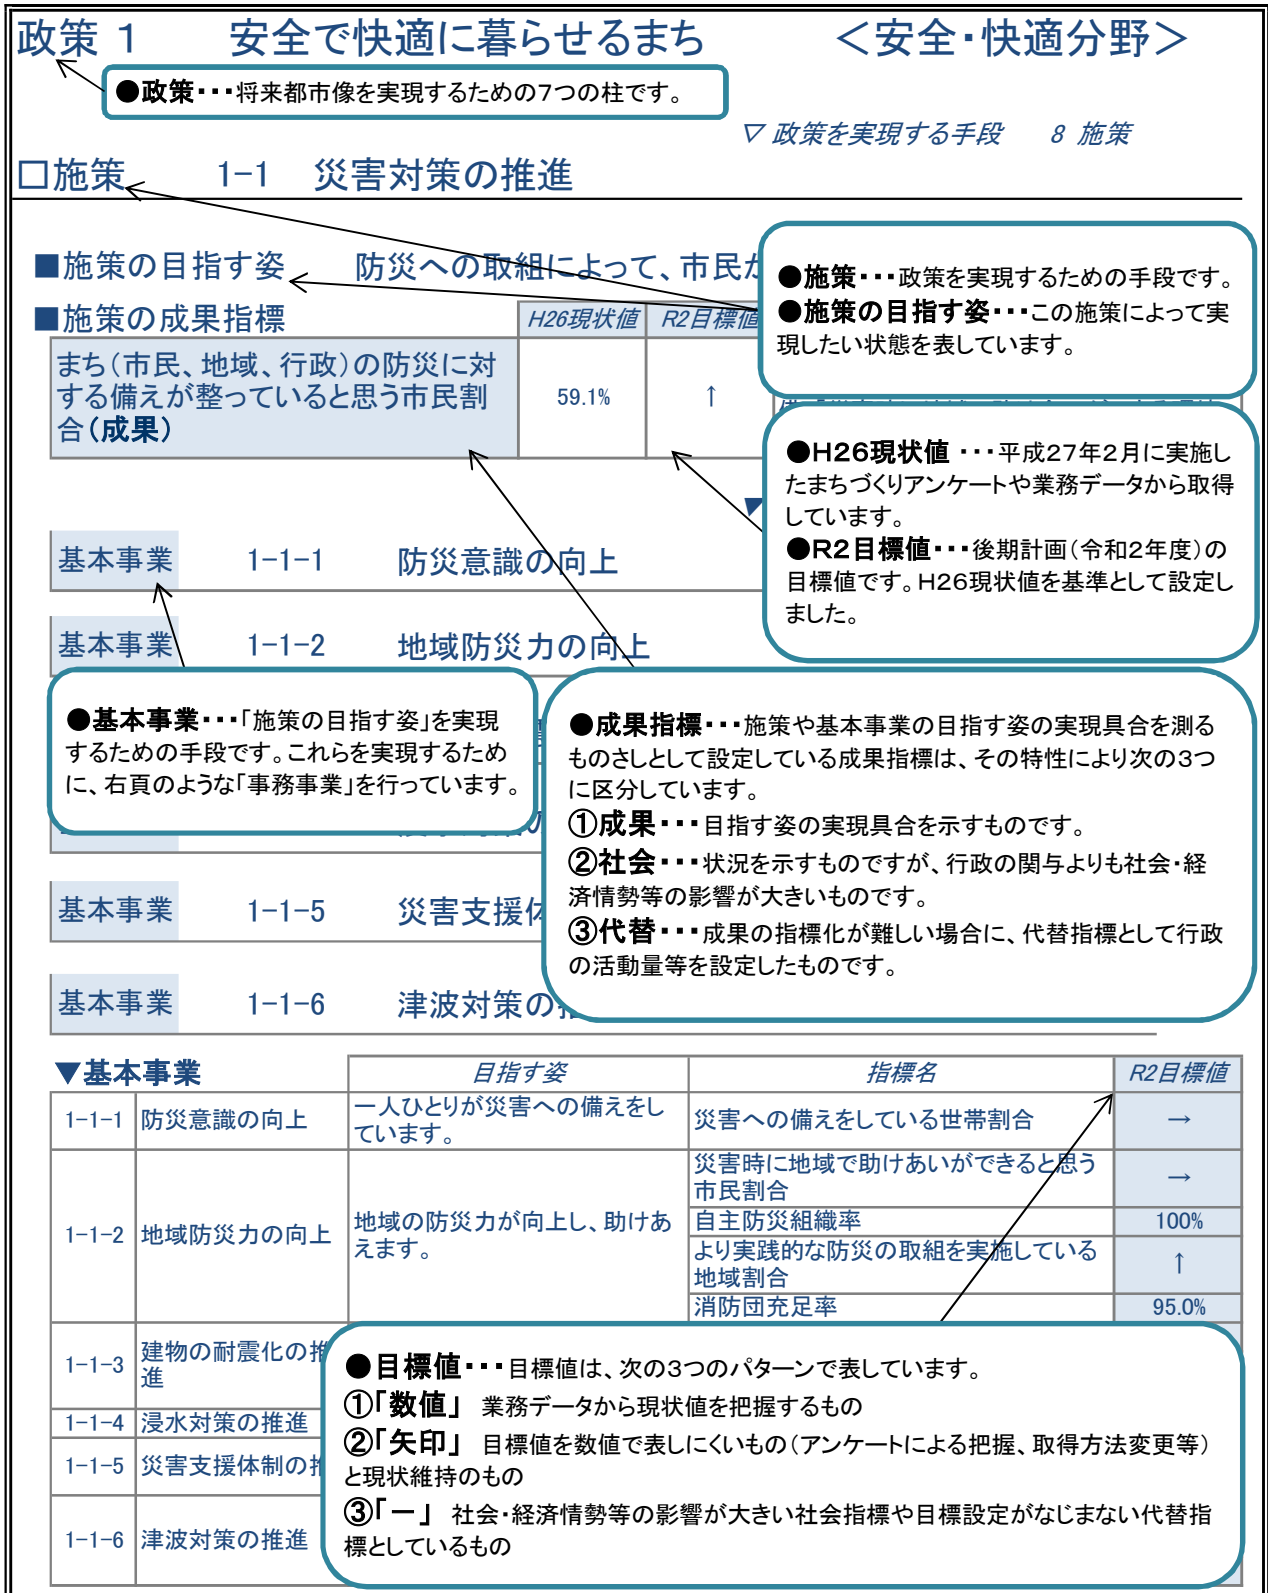 政策 1 安全で快適に暮らせるまち <安全・快適分野>
●政策・・・将来都市像を実現するための7つの柱です。
▽ 政策を実現する手段 8 施策
□施策 1-1 災害対策の推進
■施策の目指す姿 防災への取組によって、市民が
●施策・・・政策を実現するための手段です。
●施策の目指す姿・・・この施策によって実
現したい状態を表しています。
■施策の成果指標 H26現状値 R2目標値
まち(市民、地域、行政)の防災に対
する備えが整っていると思う市民割
合(成果)
59.1% ↑
●H26現状値 ・・・平成27年2月に実施し
たまちづくりアンケートや業務データから取得
しています。
●R2目標値・・・後期計画(令和2年度)の
目標値です。H26現状値を基準として設定し
ました。
▼
基本事業 1-1-1 防災意識の向上
基本事業 1-1-2 地域防災力の向上
●基本事業・・・「施策の目指す姿」を実現
するための手段です。これらを実現するため
に、右頁のような「事務事業」を行っています。
●成果指標・・・施策や基本事業の目指す姿の実現具合を測る
ものさしとして設定している成果指標は、その特性により次の3つ
に区分しています。
①成果・・・目指す姿の実現具合を示すものです。
②社会・・・状況を示すものですが、行政の関与よりも社会・経
済情勢等の影響が大きいものです。
③代替・・・成果の指標化が難しい場合に、代替指標として行政
の活動量等を設定したものです。
基本事業 1-1-5 災害支援体
基本事業 1-1-6 津波対策の推
▼基本事業 目指す姿 指標名 R2目標値
1-1-1 防災意識の向上 一人ひとりが災害への備えをし
ています。
災害への備えをしている世帯割合 →
1-1-2 地域防災力の向上 地域の防災力が向上し、助けあ
えます。
災害時に地域で助けあいができると思う
市民割合 →
自主防災組織率 100%
より実践的な防災の取組を実施している
地域割合 ↑
消防団充足率 95.0%
1-1-3 建物の耐震化の推
進
1-1-4 浸水対策の推進
1-1-5 災害支援体制の推
1-1-6 津波対策の推進
●目標値・・・目標値は、次の3つのパターンで表しています。
①「数値」 業務データから現状値を把握するもの
②「矢印」 目標値を数値で表しにくいもの(アンケートによる把握、取得方法変更等)
と現状維持のもの
③「-」 社会・経済情勢等の影響が大きい社会指標や目標設定がなじまない代替指
標としているもの